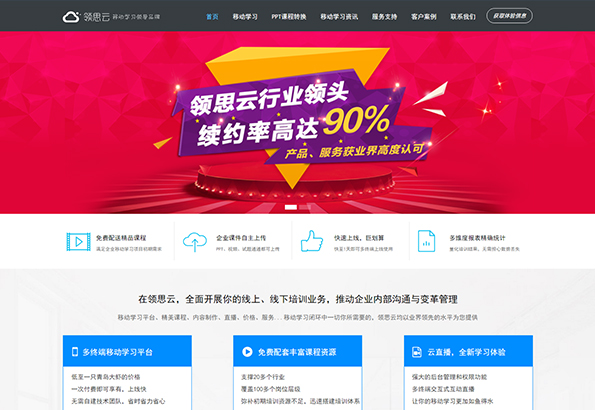 领思云 移动学习领导品牌
首页 移动学习 PPT课程转换 移动学习资讯 服务支持 客户案例 联系我们 获取体验信息
领思云行业领头
续约率高达90%
产品、服务获业界高度认可
免费配送精品课程
满足企业移动学习项目初期需求
企业课件自主上传
PPT、视频、试题速速都可上传
快速上线，巨划算
快至1天即可多终端上线使用
多维度报表精确统计
量化培训结果，无需担心数据丢失
在领思云，全面开展你的线上、线下培训业务，推动企业内部沟通与变革管理
移动学习平台、精美课程、内容制作、直播、价格、服务... 移动学习闭环中一切你所需要的，领思云均以业界领先的水平为您提供
多终端移动学习平台
低至一只青岛大虾的价格
一次付费即可享有，上线快
无需自建技术团队，省时省力省心
免费配套丰富课程资源
支撑20多个行业
覆盖100多个岗位层级
弥补初期培训资源不足，迅速搭建培训体系
云直播，全新学习体验
强大的后台管理和权限功能
多终端交互式互动直播
让你的移动学习更加如鱼得水